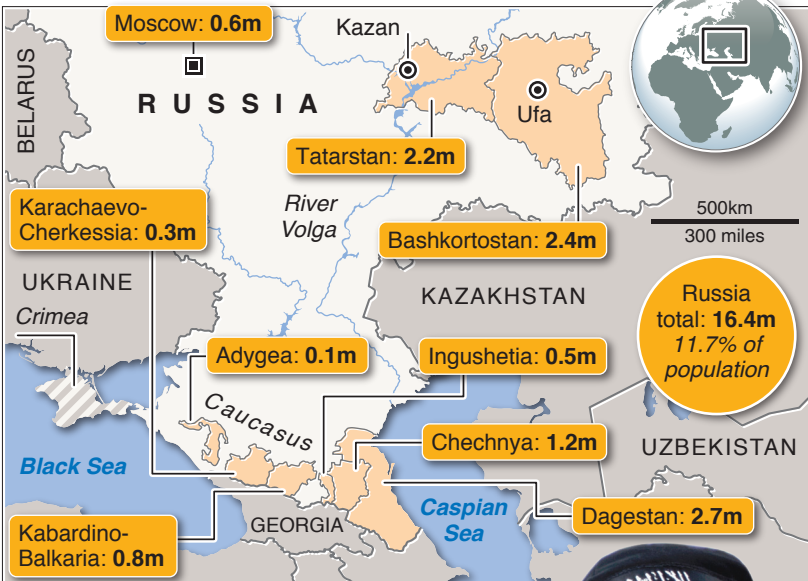 Moscow: 0.6m
Kazan
BELARUS
RUSSIA
Ufa
Tatarstan: 2.2m
Karachaevo-
Cherkessia: 0.3m
River
Volga
500km
300 miles
Bashkortostan: 2.4m
UKRAINE
Crimea
KAZAKHSTAN
Russia
total: 16.4m
11.7% of
population
Adygea: 0.1m
Ingushetia: 0.5m
Caucasus
Chechnya: 1.2m
UZBEKISTAN
Black Sea
Caspian
Sea
Dagestan: 2.7m
GEORGIA
Kabardino-
Balkaria: 0.8m